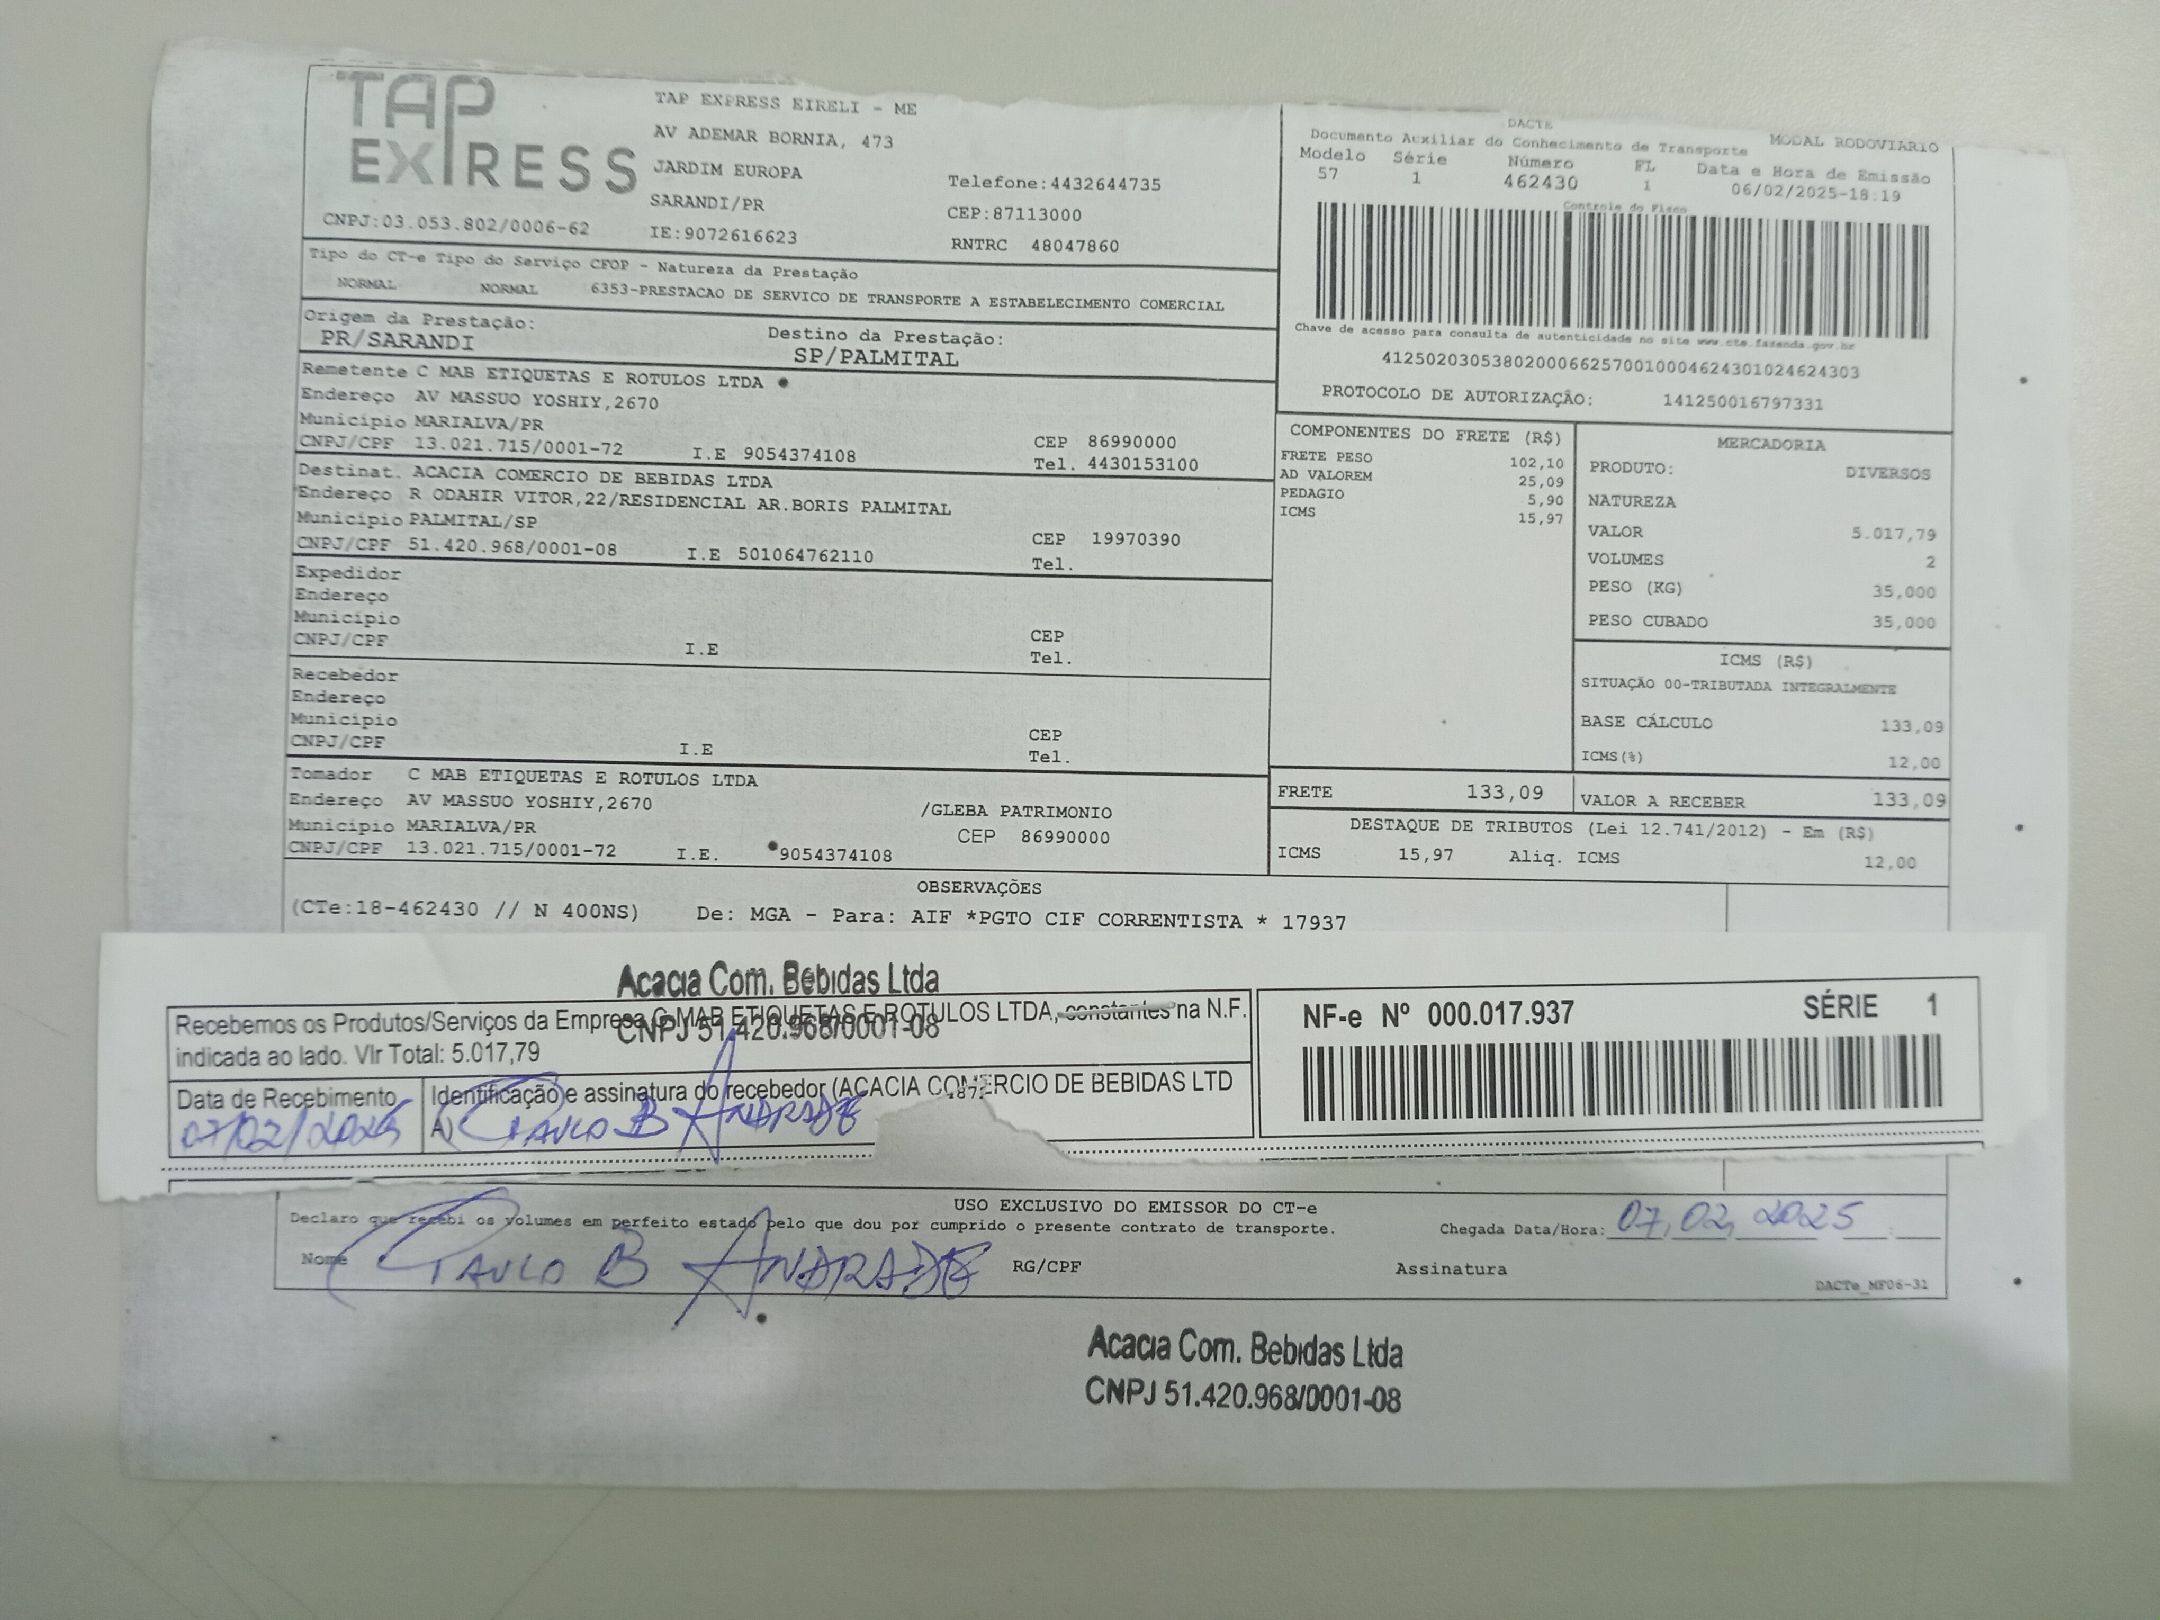 TAP EXPRESS
TAP EXPRESS EIRELI - ME
AV ADEMAR BORNIA, 473
JARDIM EUROPA
Telefone:4432644735
SARANDI/PR
CEP:87113000
CNPJ:03.053.802/0006-62
IE:9072616623
RNTRC 48047860
DACTE
Documento Auxiliar do Conhecimento de Transporte
MODAL RODOVIARIO
Modelo Série Número FL Data e Hora de Emissão
57 1 462430 1 06/02/2025-18:19
Controle do Fisco
Chave de acesso para consulta de autenticidade no site www.cte.fazenda.gov.br
41250203053802000662570010004624301024624303
PROTOCOLO DE AUTORIZAÇÃO: 141250016797331
Tipo do CT-e Tipo do Serviço CFOP - Natureza da Prestação
NORMAL NORMAL 6353-PRESTACAO DE SERVICO DE TRANSPORTE A ESTABELECIMENTO COMERCIAL
Origem da Prestação: Destino da Prestação:
PR/SARANDI SP/PALMITAL
Remetente C MAB ETIQUETAS E ROTULOS LTDA
Endereço AV MASSUO YOSHIY,2670
Município MARIALVA/PR
CEP 86990000
CNPJ/CPF 13.021.715/0001-72 I.E 9054374108
Tel. 4430153100
Destinat. ACACIA COMERCIO DE BEBIDAS LTDA
Endereço R ODAHIR VITOR,22/RESIDENCIAL AR.BORIS PALMITAL
Município PALMITAL/SP
CEP 19970390
CNPJ/CPF 51.420.968/0001-08 I.E 501064762110
Tel.
Expedidor
Endereço
Município
CEP
CNPJ/CPF I.E
Tel.
Recebedor
Endereço
Município
CEP
CNPJ/CPF I.E
Tel.
Tomador C MAB ETIQUETAS E ROTULOS LTDA
Endereço AV MASSUO YOSHIY,2670 /GLEBA PATRIMONIO
Município MARIALVA/PR CEP 86990000
CNPJ/CPF 13.021.715/0001-72 I.E. 9054374108
COMPONENTES DO FRETE (R$)
FRETE PESO 102,10
AD VALOREM 25,09
PEDAGIO 5,90
ICMS 15,97
MERCADORIA
PRODUTO: DIVERSOS
NATUREZA
VALOR 5.017,79
VOLUMES 2
PESO (KG) 35,000
PESO CUBADO 35,000
ICMS (R$)
SITUAÇÃO 00-TRIBUTADA INTEGRALMENTE
BASE CÁLCULO 133,09
ICMS(%) 12,00
FRETE 133,09
VALOR A RECEBER 133,09
DESTAQUE DE TRIBUTOS (Lei 12.741/2012) - Em (R$)
ICMS 15,97 Aliq. ICMS 12,00
OBSERVAÇÕES
(CTe:18-462430 // N 400NS) De: MGA - Para: AIF *PGTO CIF CORRENTISTA * 17937
Acacia Com. Bebidas Ltda
CNPJ 51.420.968/0001-08
Recebemos os Produtos/Serviços da Empresa C MAB ETIQUETAS E ROTULOS LTDA, constantes na N.F.
indicada ao lado. Vlr Total: 5.017,79
NF-e Nº 000.017.937 SÉRIE 1
Data de Recebimento Identificação e assinatura do recebedor (ACACIA COMERCIO DE BEBIDAS LTD
07/02/2025 A) PAULO B ANDRADE
USO EXCLUSIVO DO EMISSOR DO CT-e
Declaro que recebi os volumes em perfeito estado pelo que dou por cumprido o presente contrato de transporte.
Chegada Data/Hora: 07, 02, 2025
Nome PAULO B ANDRADE RG/CPF Assinatura
DACTe_MF06-31
Acacia Com. Bebidas Ltda
CNPJ 51.420.968/0001-08